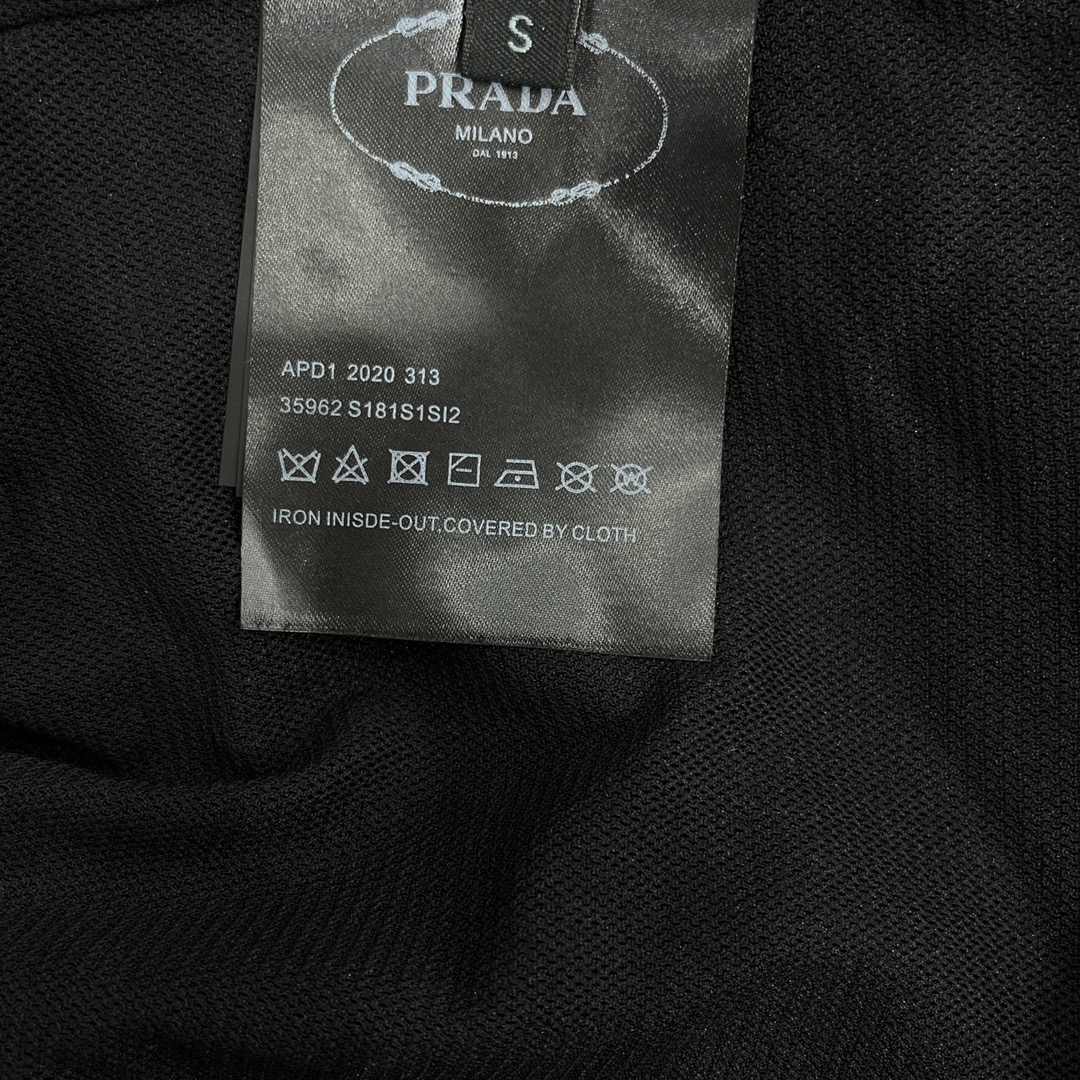 S
PRADA
MILANO
DAL 1913
APD1 2020 313
35962 S181S1SI2
IRON INISDE-OUT,COVERED BY CLOTH